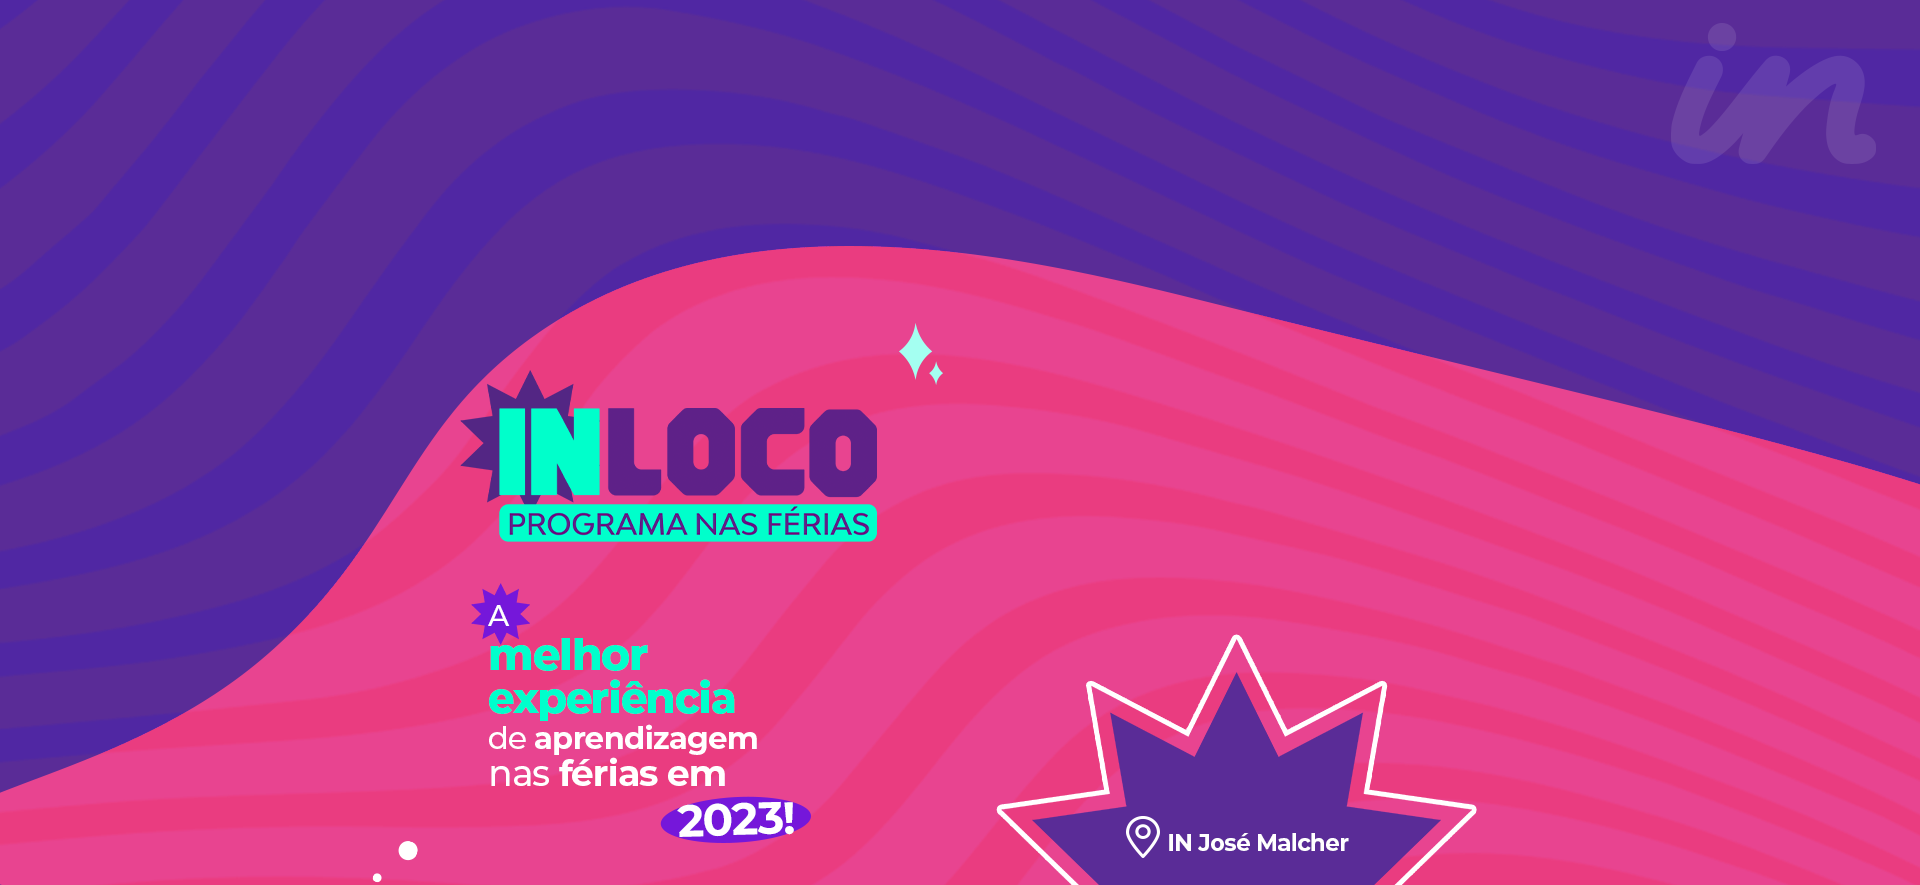 in
INLOCO
PROGRAMA NAS FÉRIAS
A
melhor
experiência
de aprendizagem
nas férias em
2023!
IN José Malcher